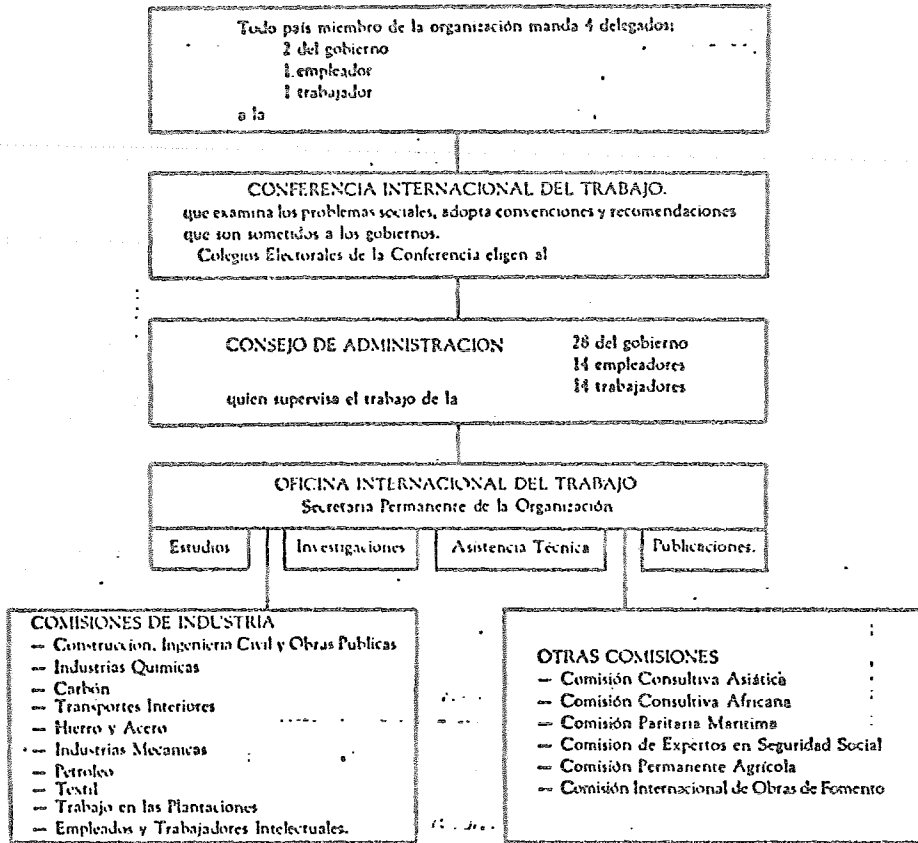 Todo país miembro de la organización manda 4 delegados:
2 del gobierno
1 empleador
1 trabajador
a la
CONFERENCIA INTERNACIONAL DEL TRABAJO.
que examina los problemas sociales, adopta convenciones y recomendaciones
que son sometidos a los gobiernos.
Colegios Electorales de la Conferencia eligen al
CONSEJO DE ADMINISTRACION
28 del gobierno
14 empleadores
14 trabajadores
quien supervisa el trabajo de la
OFICINA INTERNACIONAL DEL TRABAJO
Secretaria Permanente de la Organización
Estudios
Investigaciones
Asistencia Técnica
Publicaciones.
COMISIONES DE INDUSTRIA
— Construccion, Ingenieria Civil y Obras Publicas
— Industrias Quimicas
— Carbón
— Transportes Interiores
— Hierro y Acero
— Industrias Mecanicas
— Petroleo
— Textil
— Trabajo en las Plantaciones
— Empleados y Trabajadores Intelectuales.
OTRAS COMISIONES
— Comisión Consultiva Asiática
— Comisión Consultiva Africana
— Comisión Paritaria Maritima
— Comision de Expertos en Seguridad Social
— Comisión Permanente Agrícola
— Comisión Internacional de Obras de Fomento